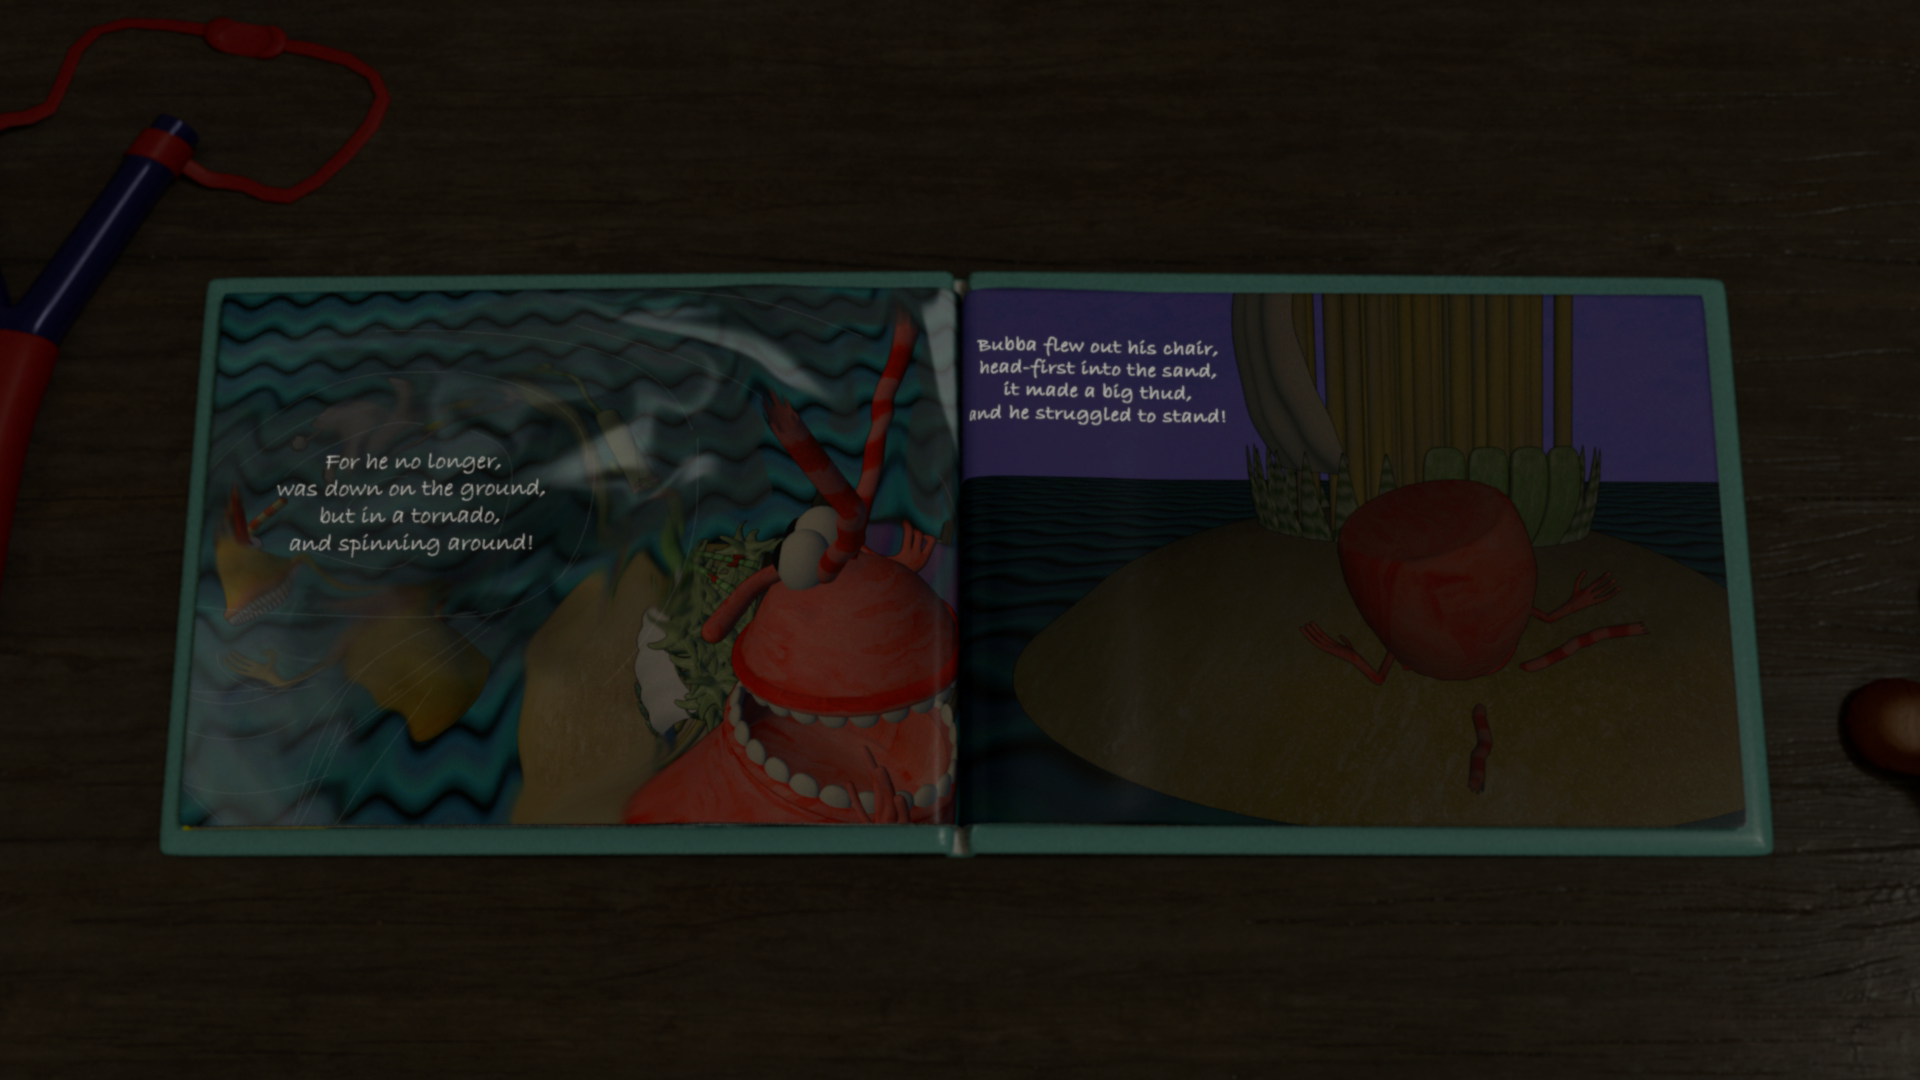 For he no longer,
was down on the ground,
but in a tornado,
and spinning around!
Bubba flew out his chair,
head-first into the sand,
it made a big thud,
and he struggled to stand!